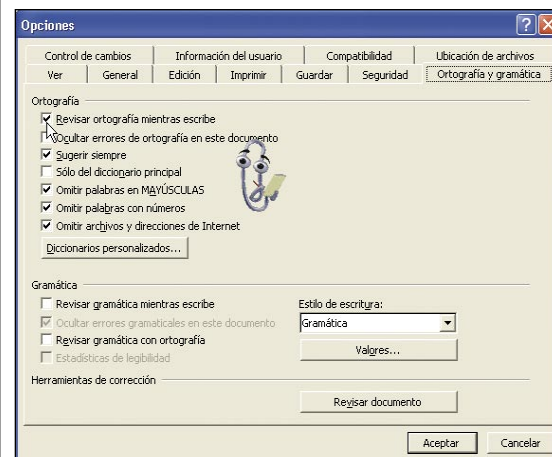 Opciones
Control de cambios Información del usuario Compatibilidad Ubicación de archivos
Ver General Edición Imprimir Guardar Seguridad Ortografía y gramática
Ortografía
Revisar ortografía mientras escribe
Ocultar errores de ortografía en este documento
Sugerir siempre
Sólo del diccionario principal
Omitir palabras en MAYÚSCULAS
Omitir palabras con números
Omitir archivos y direcciones de Internet
Diccionarios personalizados...
Gramática
Revisar gramática mientras escribe Estilo de escritura:
Ocultar errores gramaticales en este documento Gramática
Revisar gramática con ortografía
Valores...
Estadísticas de legibilidad
Herramientas de corrección
Revisar documento
Aceptar Cancelar